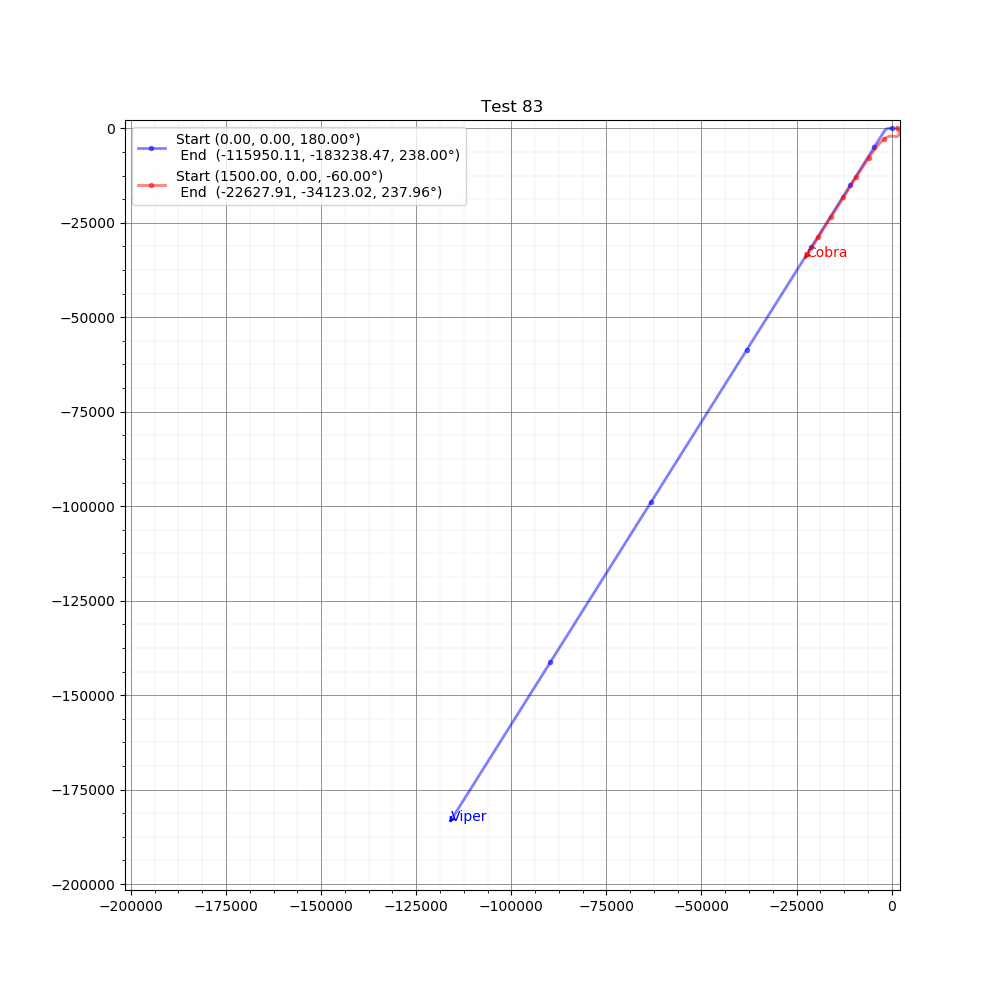 Test 83
Start (0.00, 0.00, 180.00°)
End (-115950.11, -183238.47, 238.00°)
Start (1500.00, 0.00, -60.00°)
End (-22627.91, -34123.02, 237.96°)
0
−25000
−50000
−75000
−100000
−125000
−150000
−175000
−200000
Cobra
Viper
−200000 −175000 −150000 −125000 −100000 −75000 −50000 −25000 0